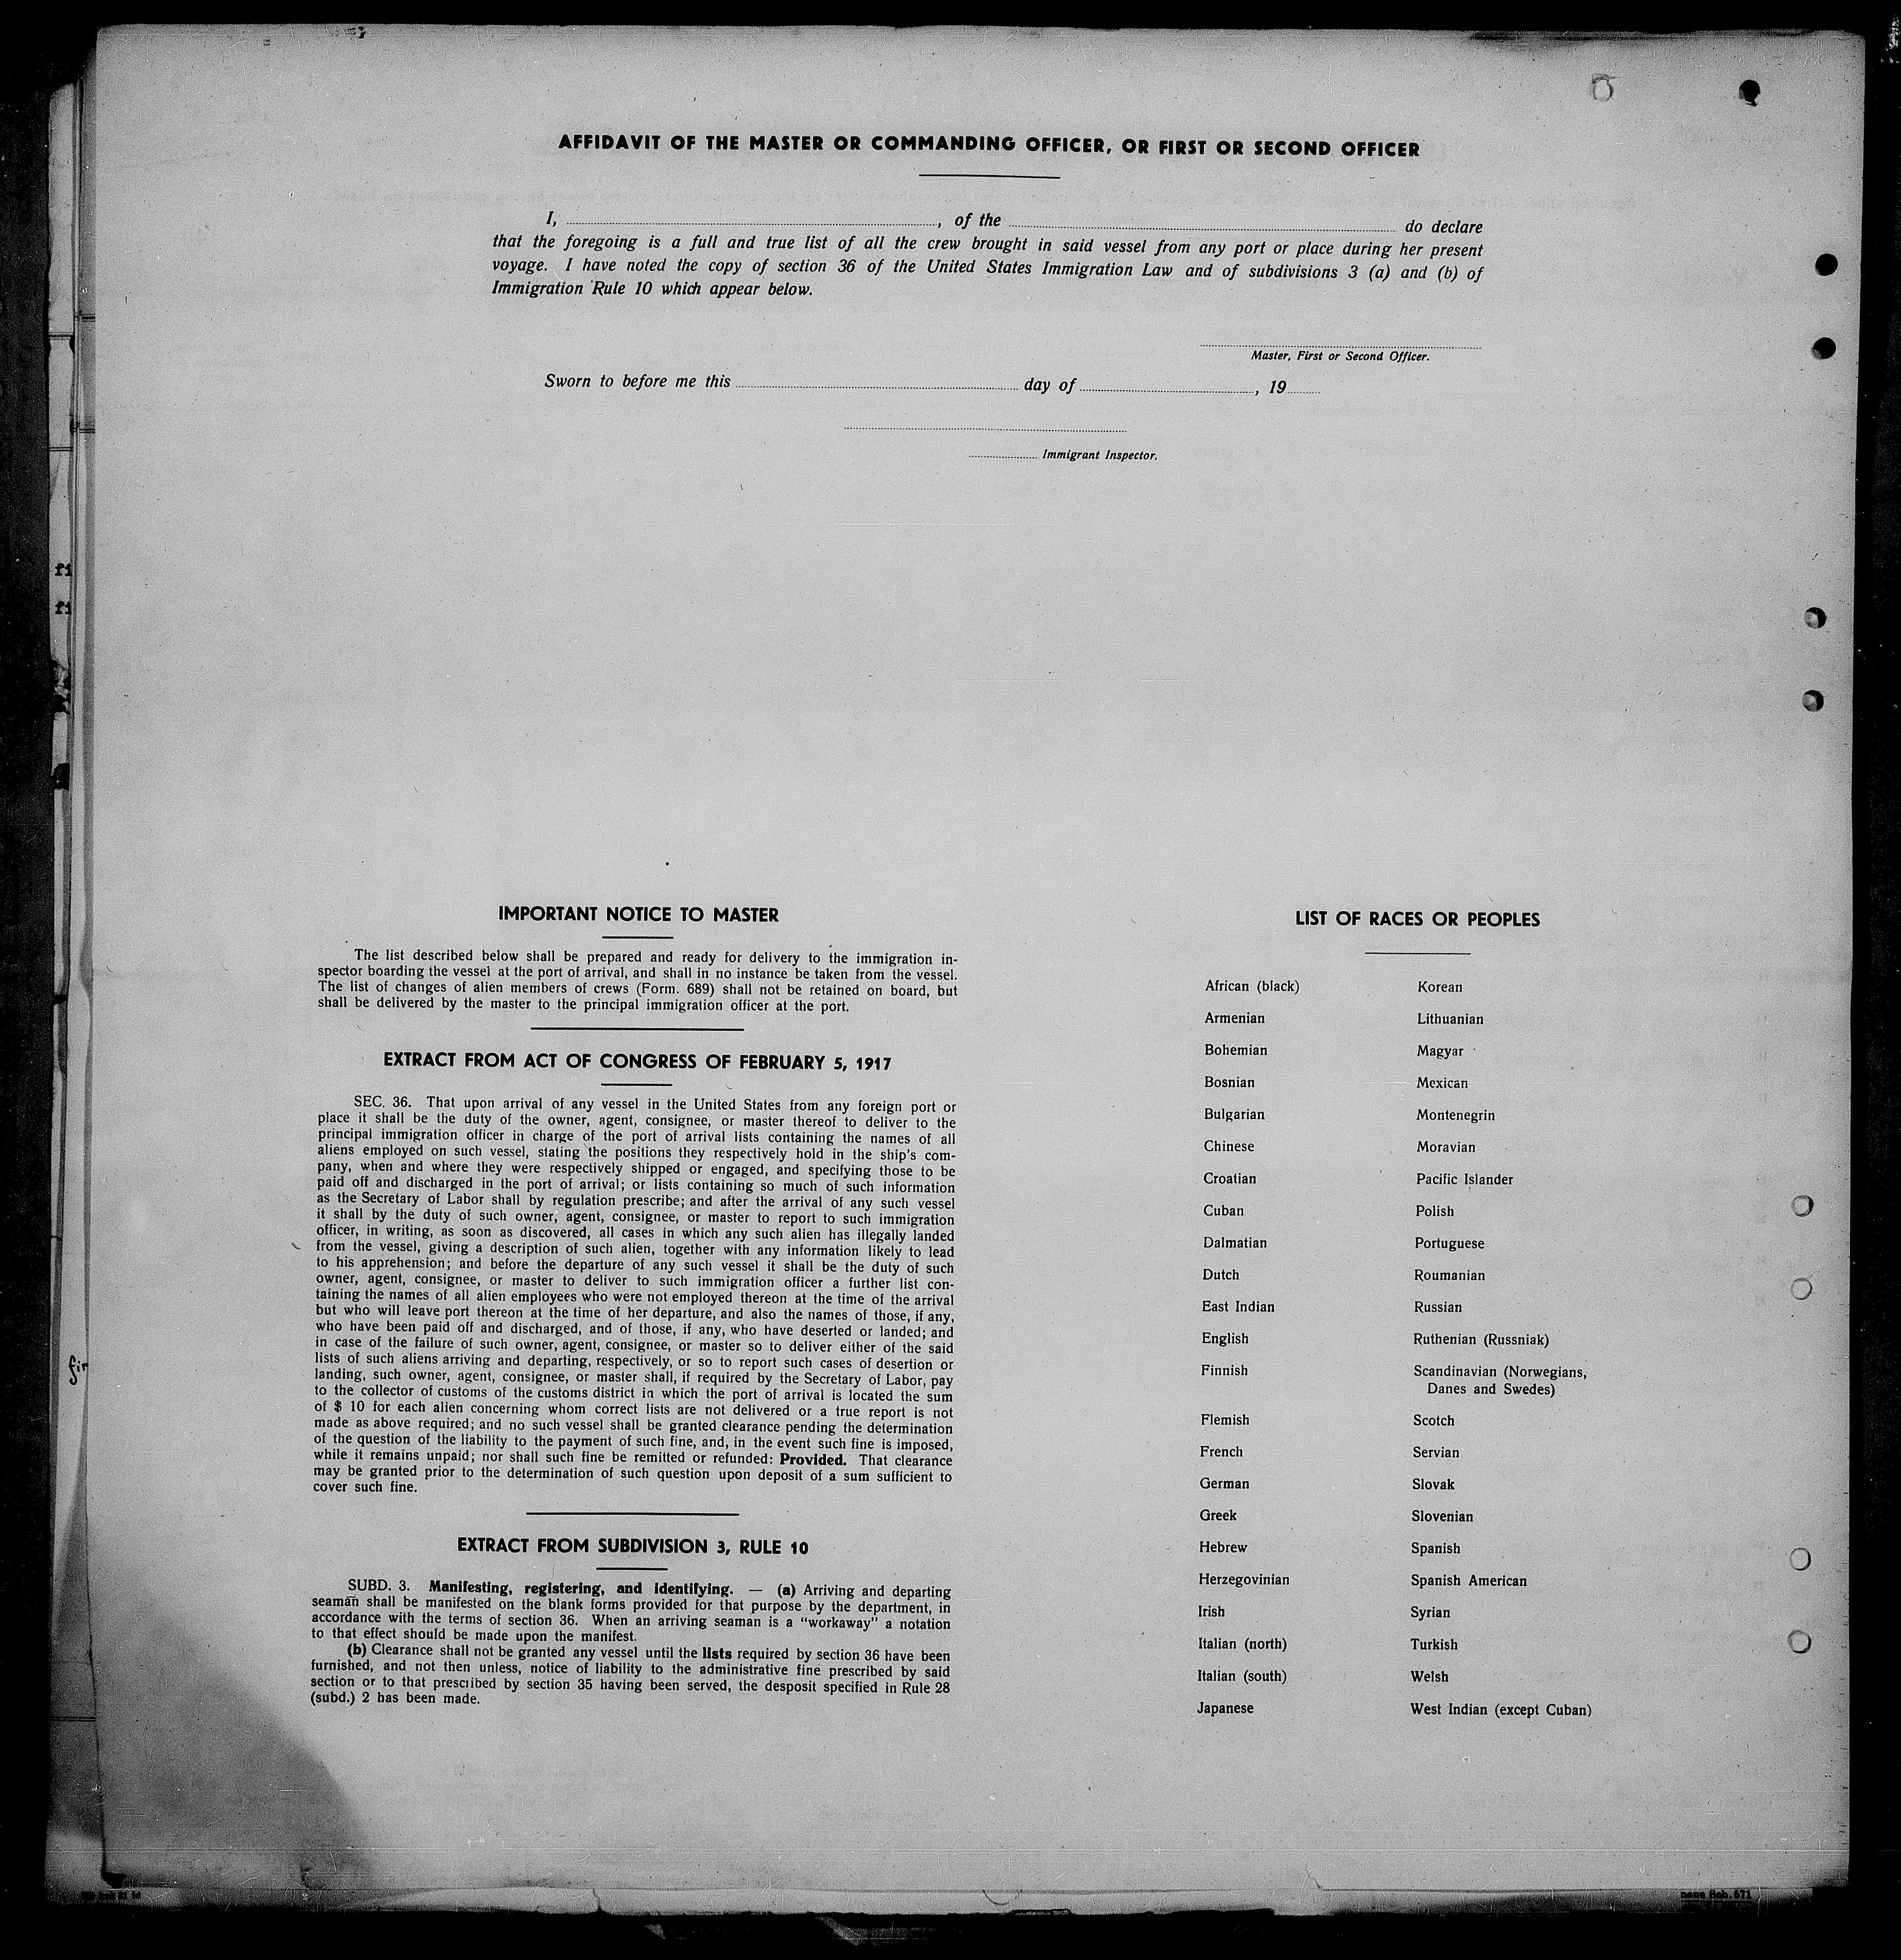 AFFIDAVIT OF THE MASTER OR COMMANDING OFFICER, OR FIRST OR SECOND OFFICER
I, ........, of the ........ do declare
that the foregoing is a full and true list of all the crew brought in said vessel from any port or place during her present
voyage. I have noted the copy of section 36 of the United States Immigration Law and of subdivisions 3 (a) and (b) of
Immigration Rule 10 which appear below.
Master, First or Second Officer.
Sworn to before me this ........ day of ........, 19....
........ Immigrant Inspector.
fi
fi
fir
IMPORTANT NOTICE TO MASTER
The list described below shall be prepared and ready for delivery to the immigration in-
spector boarding the vessel at the port of arrival, and shall in no instance be taken from the vessel.
The list of changes of alien members of crews (Form. 689) shall not be retained on board, but
shall be delivered by the master to the principal immigration officer at the port.
EXTRACT FROM ACT OF CONGRESS OF FEBRUARY 5, 1917
SEC. 36. That upon arrival of any vessel in the United States from any foreign port or
place it shall be the duty of the owner, agent, consignee, or master thereof to deliver to the
principal immigration officer in charge of the port of arrival lists containing the names of all
aliens employed on such vessel, stating the positions they respectively hold in the ship's com-
pany, when and where they were respectively shipped or engaged, and specifying those to be
paid off and discharged in the port of arrival; or lists containing so much of such information
as the Secretary of Labor shall by regulation prescribe; and after the arrival of any such vessel
it shall by the duty of such owner, agent, consignee, or master to report to such immigration
officer, in writing, as soon as discovered, all cases in which any such alien has illegally landed
from the vessel, giving a description of such alien, together with any information likely to lead
to his apprehension; and before the departure of any such vessel it shall be the duty of such
owner, agent, consignee, or master to deliver to such immigration officer a further list con-
taining the names of all alien employees who were not employed thereon at the time of the arrival
but who will leave port thereon at the time of her departure, and also the names of those, if any,
who have been paid off and discharged, and of those, if any, who have deserted or landed; and
in case of the failure of such owner, agent, consignee, or master so to deliver either of the said
lists of such aliens arriving and departing, respectively, or so to report such cases of desertion or
landing, such owner, agent, consignee, or master shall, if required by the Secretary of Labor, pay
to the collector of customs of the customs district in which the port of arrival is located the sum
of $ 10 for each alien concerning whom correct lists are not delivered or a true report is not
made as above required; and no such vessel shall be granted clearance pending the determination
of the question of the liability to the payment of such fine, and, in the event such fine is imposed,
while it remains unpaid; nor shall such fine be remitted or refunded: Provided. That clearance
may be granted prior to the determination of such question upon deposit of a sum sufficient to
cover such fine.
EXTRACT FROM SUBDIVISION 3, RULE 10
SUBD. 3. Manifesting, registering, and identifying. — (a) Arriving and departing
seaman shall be manifested on the blank forms provided for that purpose by the department, in
accordance with the terms of section 36. When an arriving seaman is a "workaway" a notation
to that effect should be made upon the manifest.
(b) Clearance shall not be granted any vessel until the lists required by section 36 have been
furnished, and not then unless, notice of liability to the administrative fine prescribed by said
section or to that prescribed by section 35 having been served, the desposit specified in Rule 28
(subd.) 2 has been made.
LIST OF RACES OR PEOPLES
African (black)
Armenian
Bohemian
Bosnian
Bulgarian
Chinese
Croatian
Cuban
Dalmatian
Dutch
East Indian
English
Finnish
Flemish
French
German
Greek
Hebrew
Herzegovinian
Irish
Italian (north)
Italian (south)
Japanese
Korean
Lithuanian
Magyar
Mexican
Montenegrin
Moravian
Pacific Islander
Polish
Portuguese
Roumanian
Russian
Ruthenian (Russniak)
Scandinavian (Norwegians,
Danes and Swedes)
Scotch
Servian
Slovak
Slovenian
Spanish
Spanish American
Syrian
Turkish
Welsh
West Indian (except Cuban)